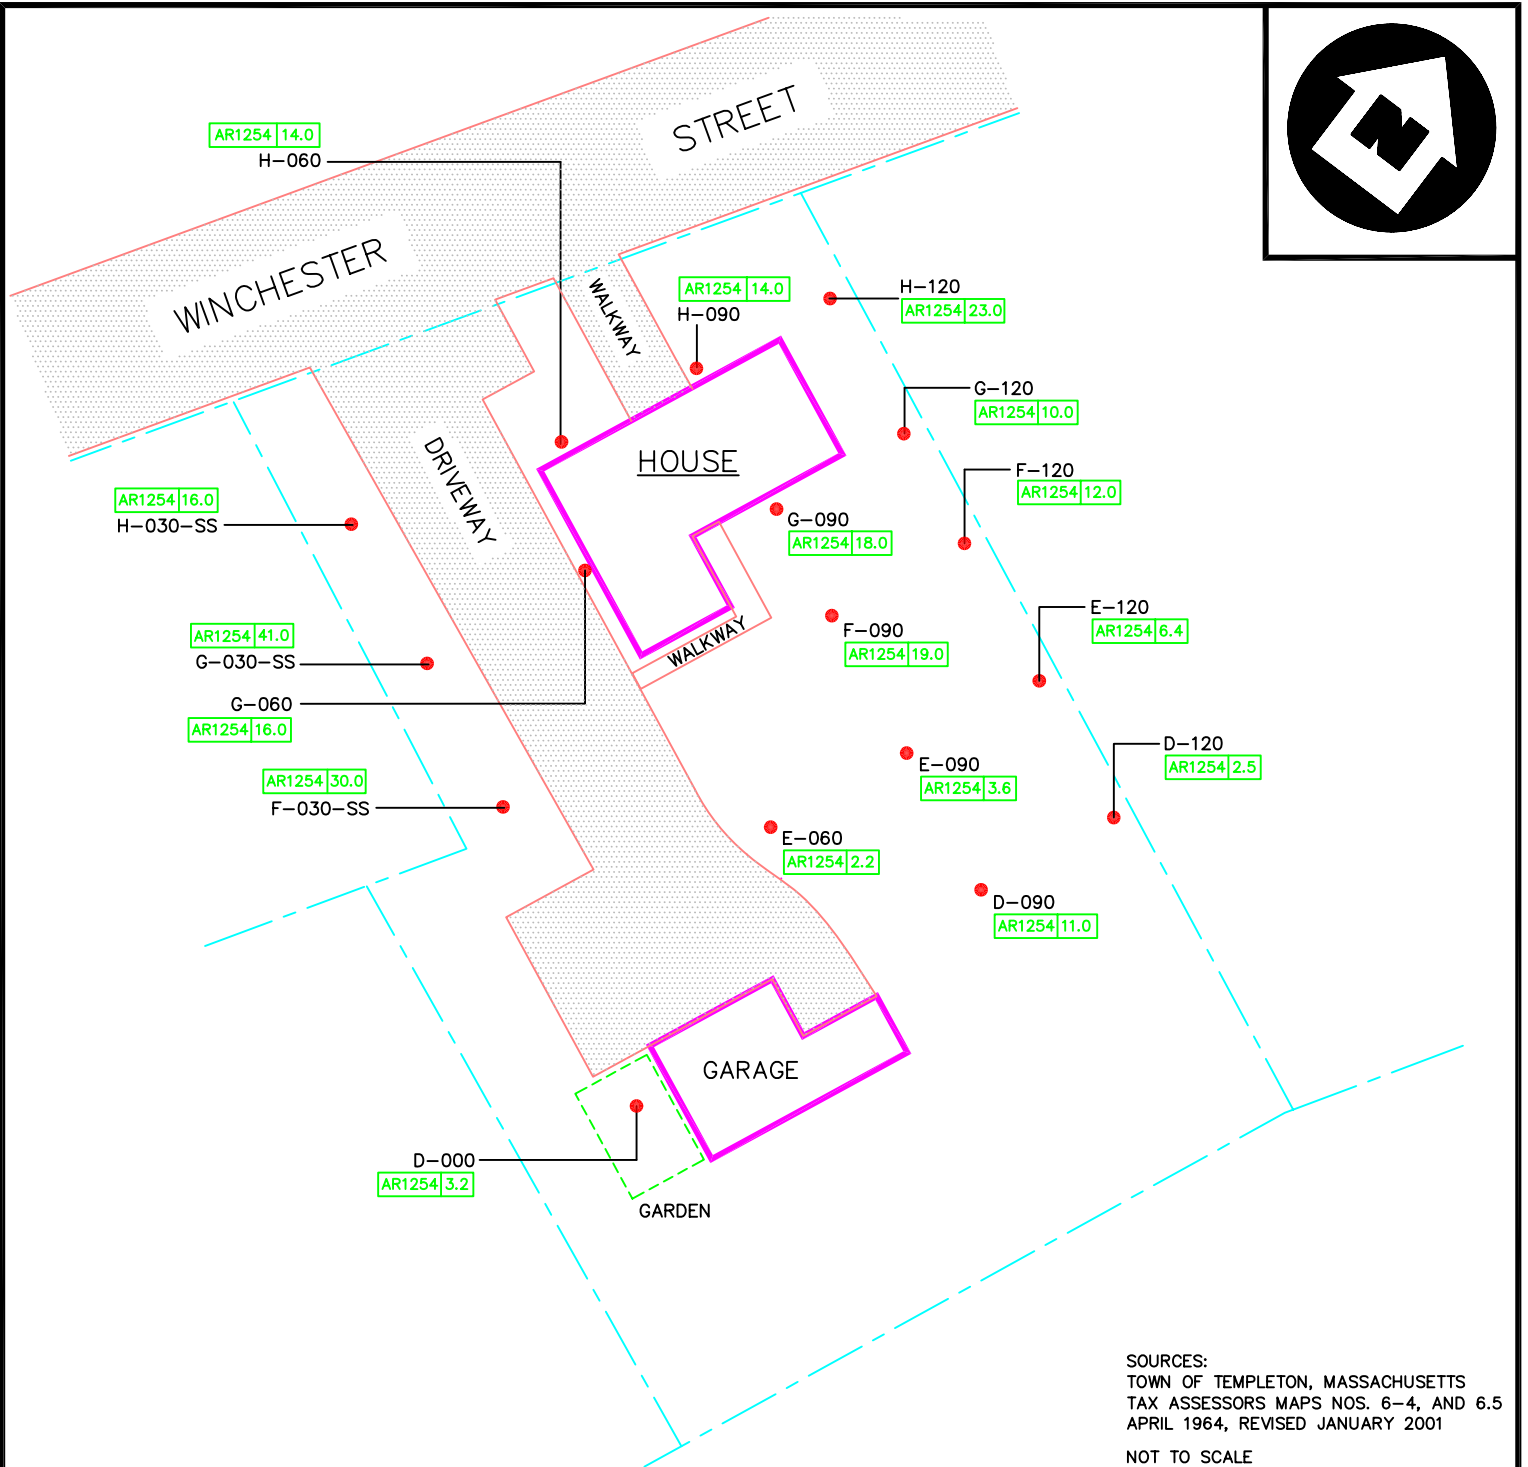 STREET
N
AR1254 14.0
H-060
WINCHESTER
WALKWAY
AR1254 14.0
H-090
H-120
AR1254 23.0
G-120
AR1254 10.0
DRIVEWAY
HOUSE
F-120
AR1254 12.0
AR1254 16.0
H-030-SS
G-090
AR1254 18.0
E-120
AR1254 6.4
AR1254 41.0
G-030-SS
WALKWAY
F-090
AR1254 19.0
G-060
AR1254 16.0
D-120
AR1254 2.5
E-090
AR1254 3.6
AR1254 30.0
F-030-SS
E-060
AR1254 2.2
D-090
AR1254 11.0
GARAGE
D-000
AR1254 3.2
GARDEN
SOURCES:
TOWN OF TEMPLETON, MASSACHUSETTS
TAX ASSESSORS MAPS NOS. 6-4, AND 6.5
APRIL 1964, REVISED JANUARY 2001
NOT TO SCALE